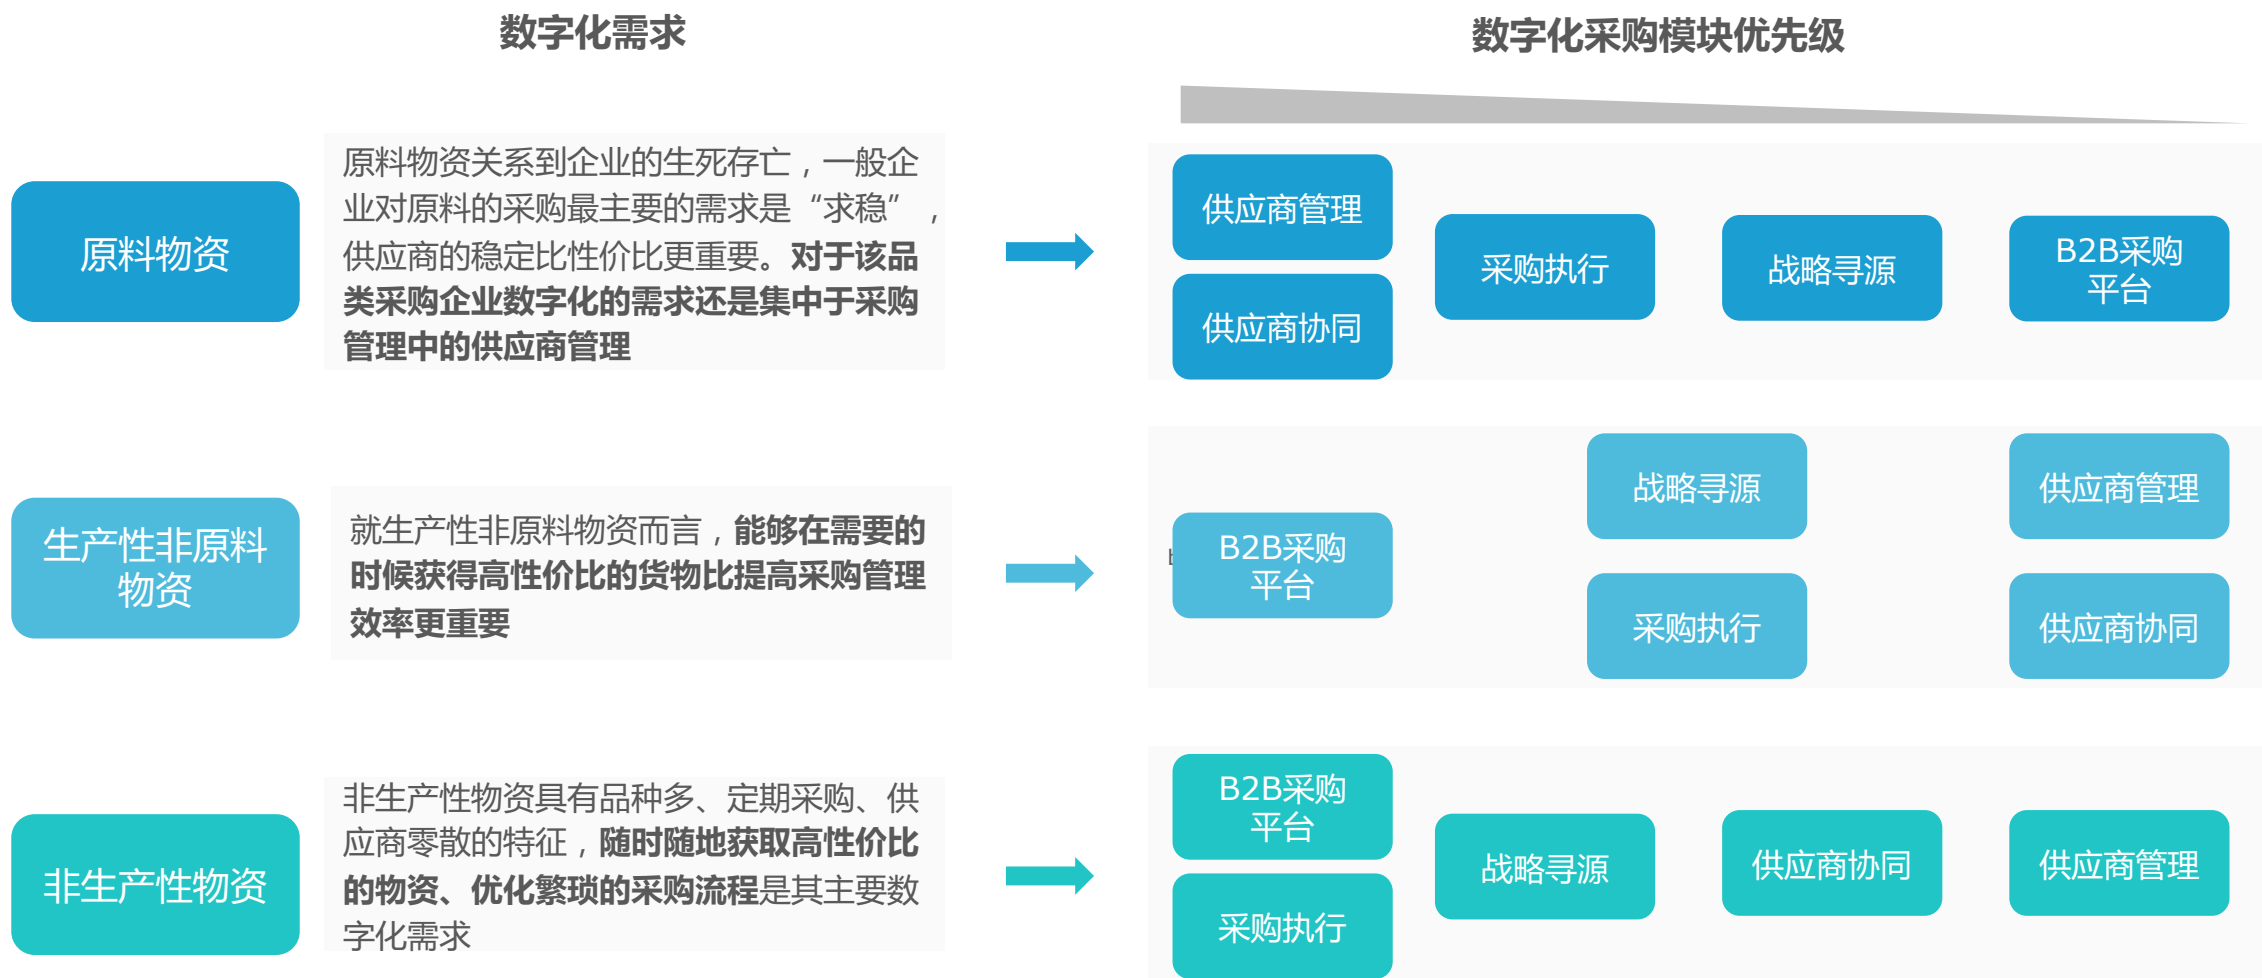 数字化需求
数字化采购模块优先级
原料物资
原料物资关系到企业的生死存亡，一般企
业对原料的采购最主要的需求是“求稳”，
供应商的稳定比性价比更重要。对于该品
类采购企业数字化的需求还是集中于采购
管理中的供应商管理
供应商管理
供应商协同
采购执行
战略寻源
B2B采购
平台
生产性非原料
物资
就生产性非原料物资而言，能够在需要的
时候获得高性价比的货物比提高采购管理
效率更重要
B2B采购
平台
战略寻源
采购执行
供应商管理
供应商协同
非生产性物资
非生产性物资具有品种多、定期采购、供
应商零散的特征，随时随地获取高性价比
的物资、优化繁琐的采购流程是其主要数
字化需求
B2B采购
平台
采购执行
战略寻源
供应商协同
供应商管理